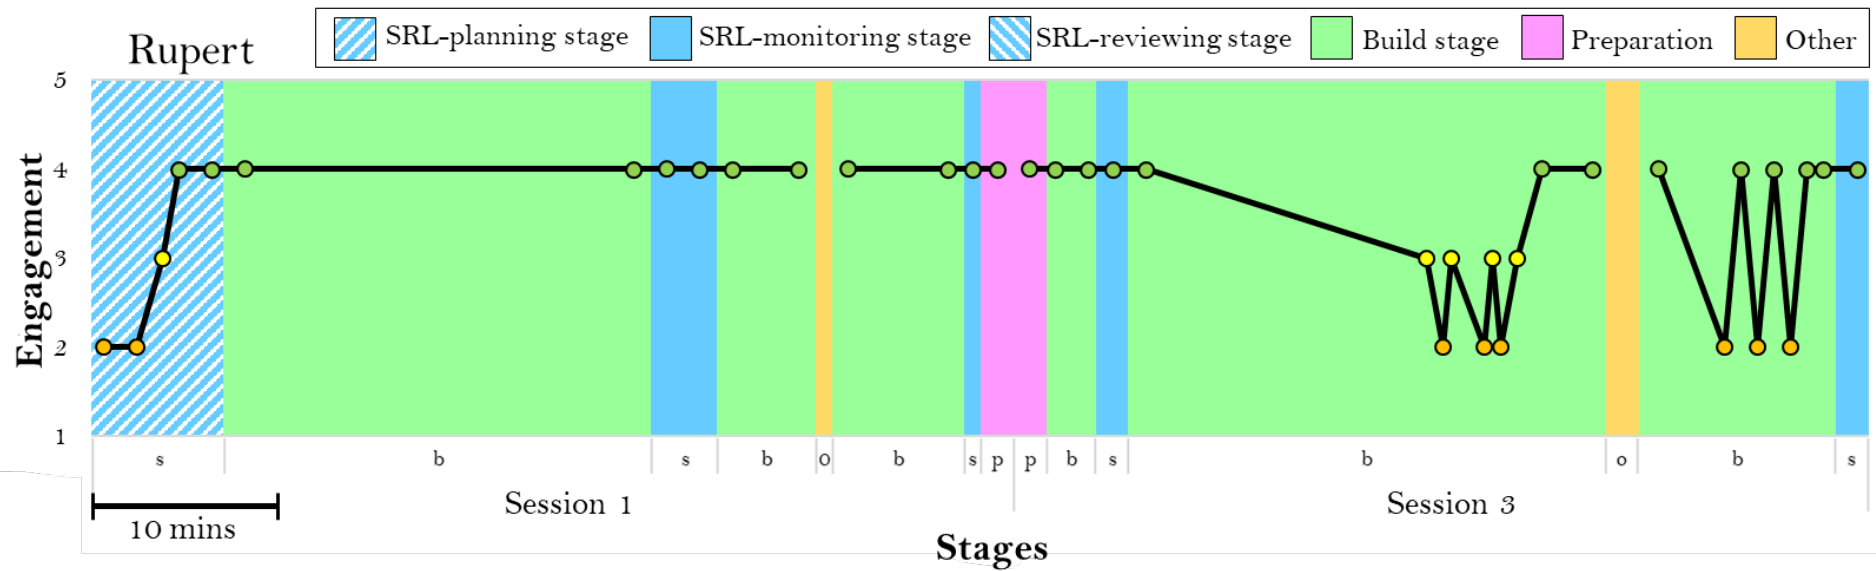 Rupert
SRL-planning stage SRL-monitoring stage SRL-reviewing stage Build stage Preparation Other
Engagement
5
4
3
2
1
s b s b o b s p p b s b o b s
Session 1 Session 3
10 mins
Stages